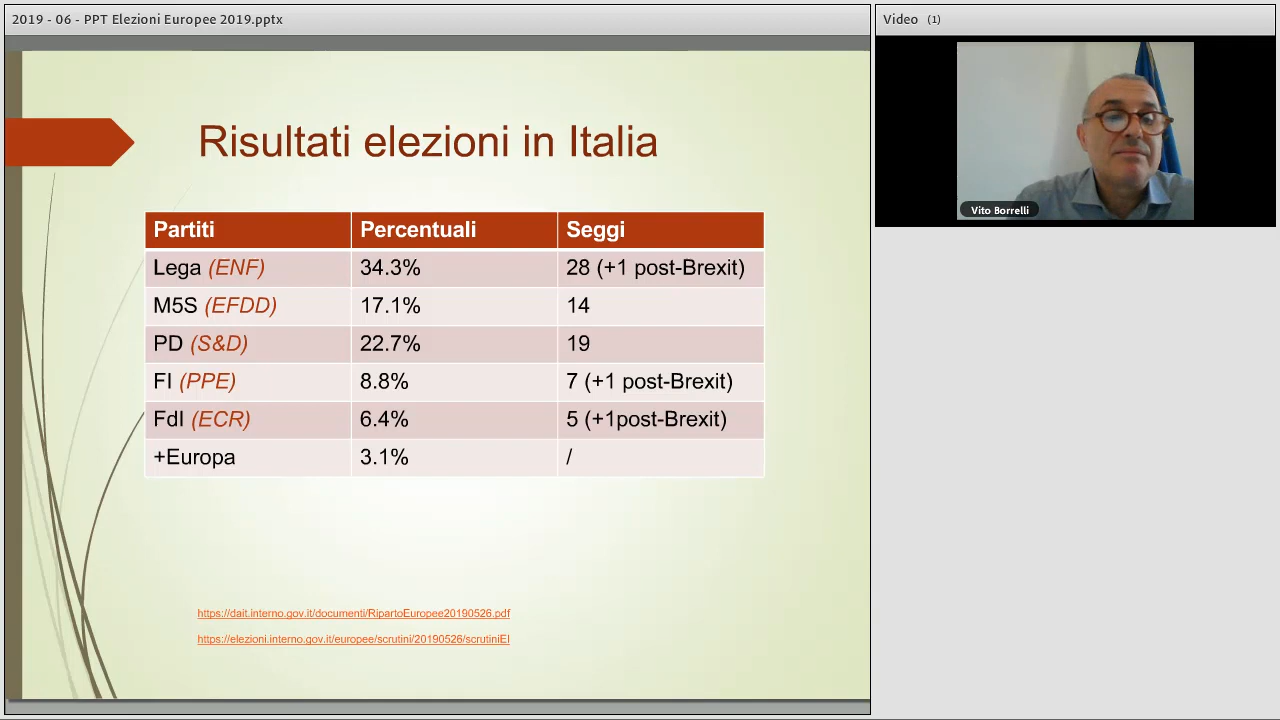 2019 - 06 - PPT Elezioni Europee 2019.pptx
Video (1)
Vito Borrelli
Risultati elezioni in Italia
Partiti Percentuali Seggi
Lega (ENF) 34.3% 28 (+1 post-Brexit)
M5S (EFDD) 17.1% 14
PD (S&D) 22.7% 19
FI (PPE) 8.8% 7 (+1 post-Brexit)
FdI (ECR) 6.4% 5 (+1post-Brexit)
+Europa 3.1% /
https://dait.interno.gov.it/documenti/RipartoEuropee20190526.pdf
https://elezioni.interno.gov.it/europee/scrutini/20190526/scrutiniEI